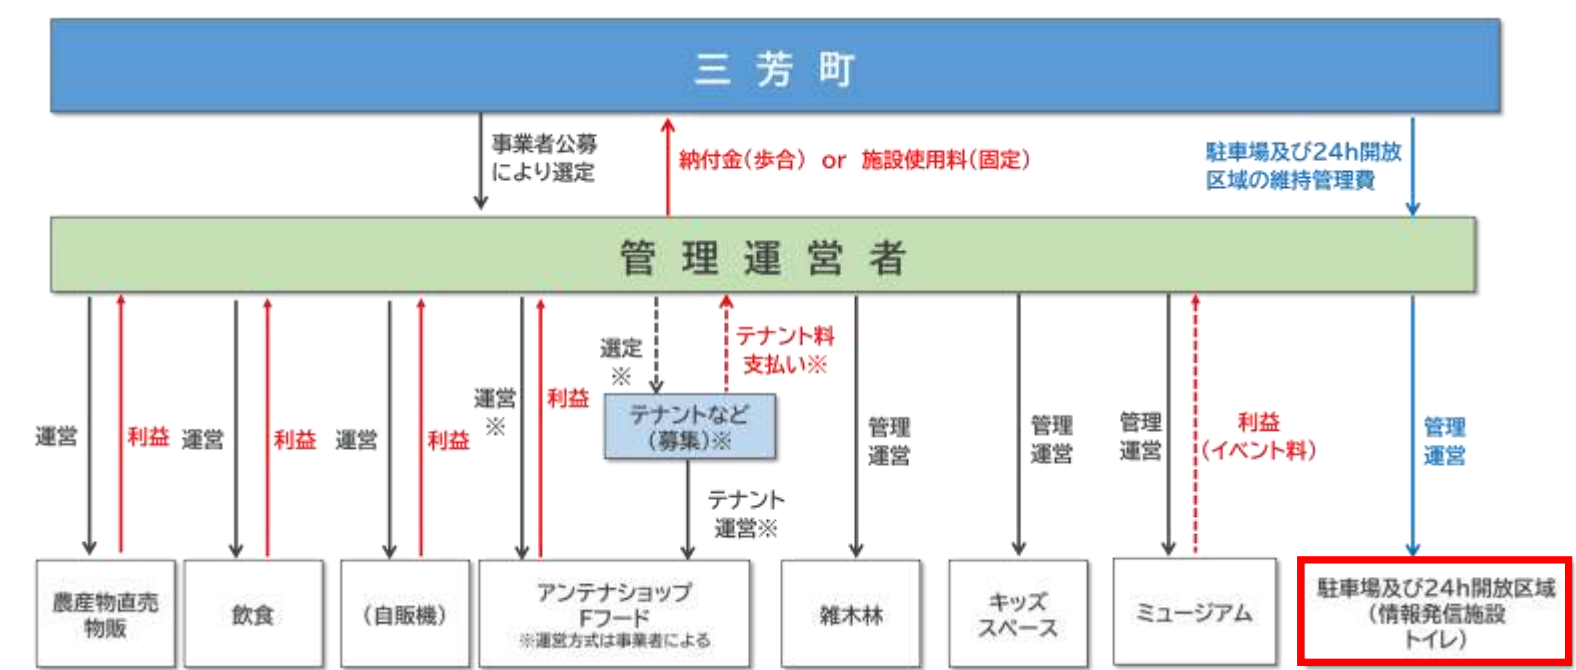 三芳町
事業者公募
により選定
納付金(歩合) or 施設使用料(固定)
駐車場及び24h開放
区域の維持管理費
管理運営者
運営
利益
運営
利益
運営
利益
運営
※
利益
選定
※
テナント料
支払い※
テナントなど
(募集)※
テナント
運営※
管理
運営
管理
運営
管理
運営
利益
(イベント料)
管理
運営
農産物直売
物販
飲食
(自販機)
アンテナショップ
Fフード
※運営方式は事業者による
雑木林
キッズ
スペース
ミュージアム
駐車場及び24h開放区域
(情報発信施設
トイレ)